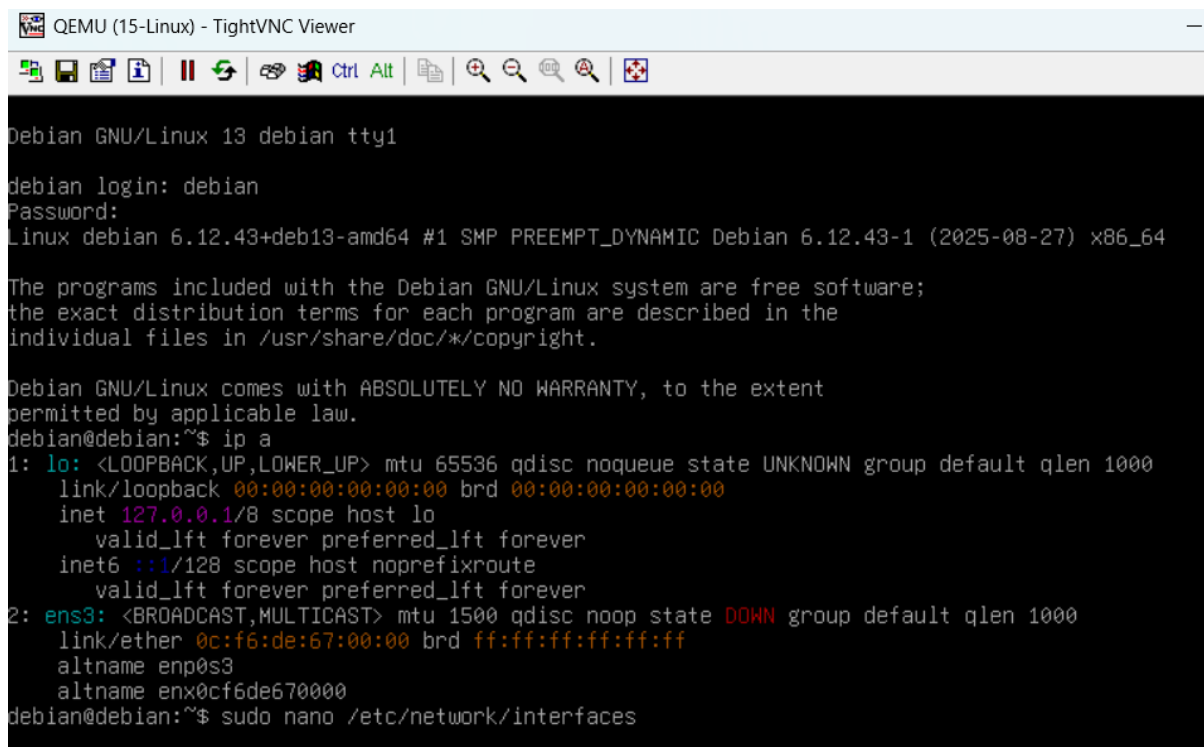 QEMU (15-Linux) - TightVNC Viewer
Ctrl Alt
Debian GNU/Linux 13 debian tty1
debian login: debian
Password:
Linux debian 6.12.43+deb13-amd64 #1 SMP PREEMPT_DYNAMIC Debian 6.12.43-1 (2025-08-27) x86_64
The programs included with the Debian GNU/Linux system are free software;
the exact distribution terms for each program are described in the
individual files in /usr/share/doc/*/copyright.
Debian GNU/Linux comes with ABSOLUTELY NO WARRANTY, to the extent
permitted by applicable law.
debian@debian:~$ ip a
1: lo: <LOOPBACK,UP,LOWER_UP> mtu 65536 qdisc noqueue state UNKNOWN group default qlen 1000
link/loopback 00:00:00:00:00:00 brd 00:00:00:00:00:00
inet 127.0.0.1/8 scope host lo
valid_lft forever preferred_lft forever
inet6 ::1/128 scope host noprefixroute
valid_lft forever preferred_lft forever
2: ens3: <BROADCAST,MULTICAST> mtu 1500 qdisc noop state DOWN group default qlen 1000
link/ether 0c:f6:de:67:00:00 brd ff:ff:ff:ff:ff:ff
altname enp0s3
altname enx0cf6de670000
debian@debian:~$ sudo nano /etc/network/interfaces